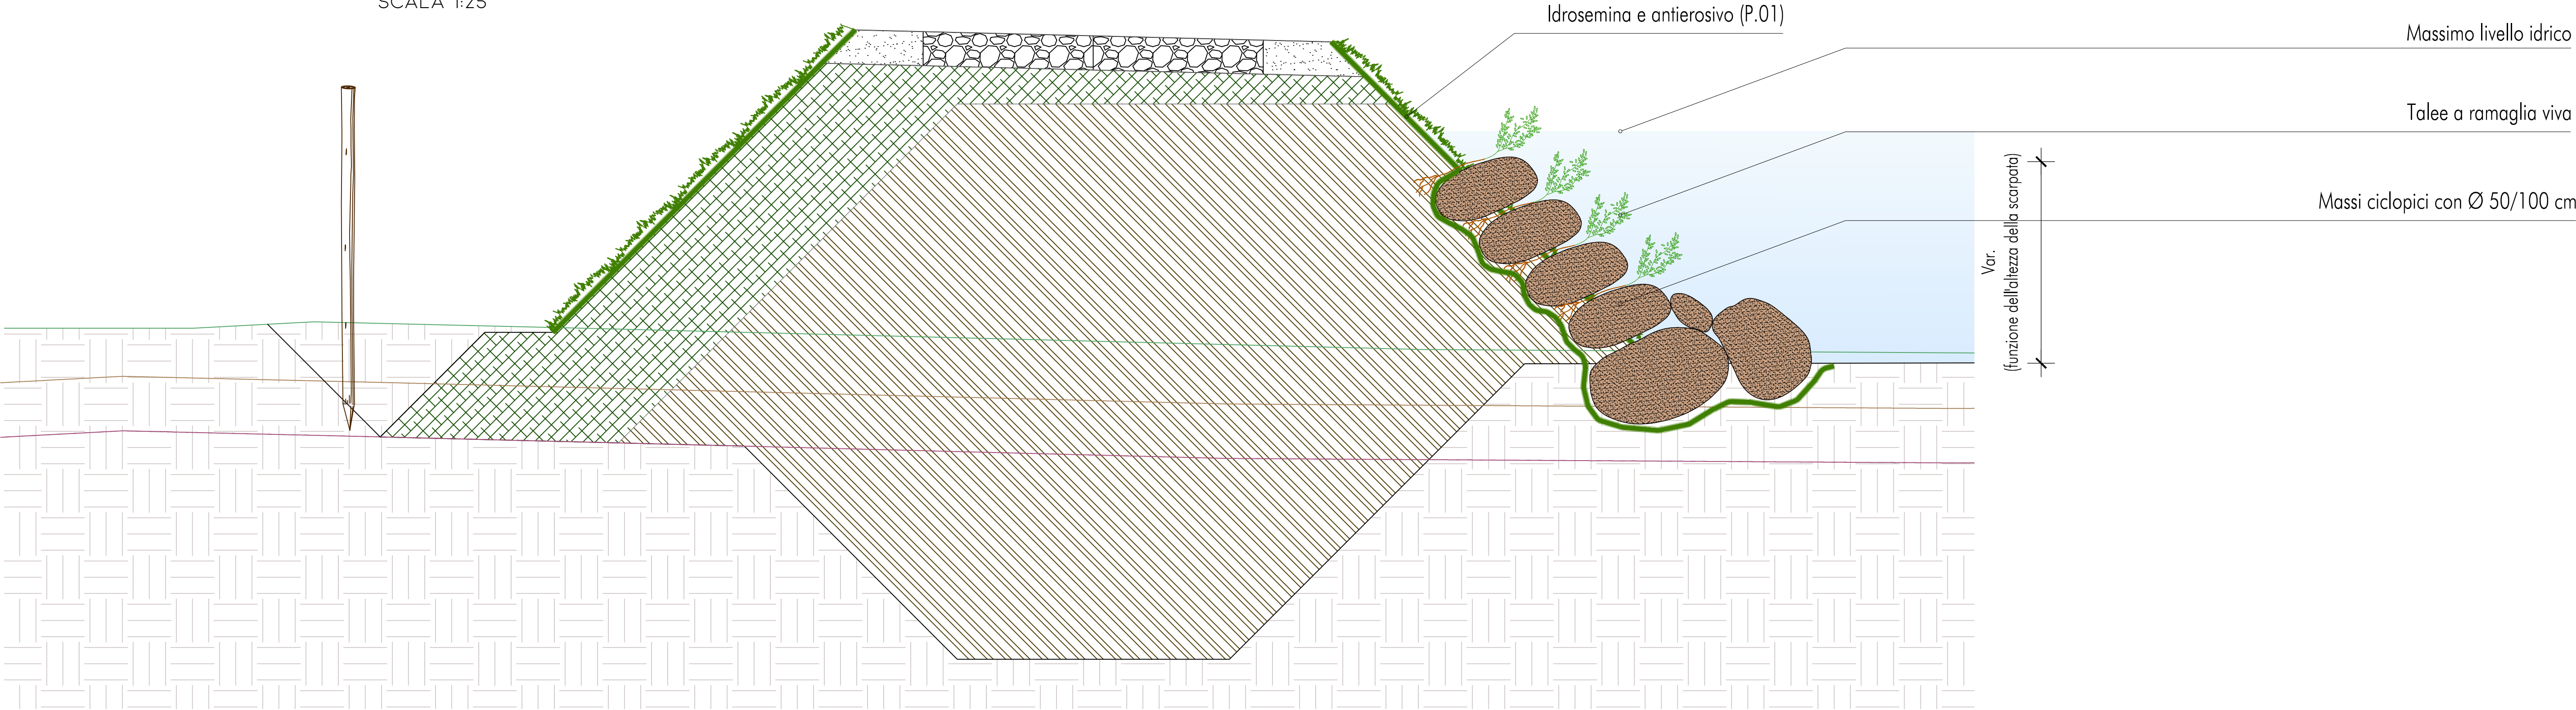 SCALA 1:25
Idrosemina e antierosivo (P.01)
Massimo livello idrico
Talee a ramaglia viva
Massi ciclopici con Ø 50/100 cm
Var.
(funzione dell'altezza della scarpata)